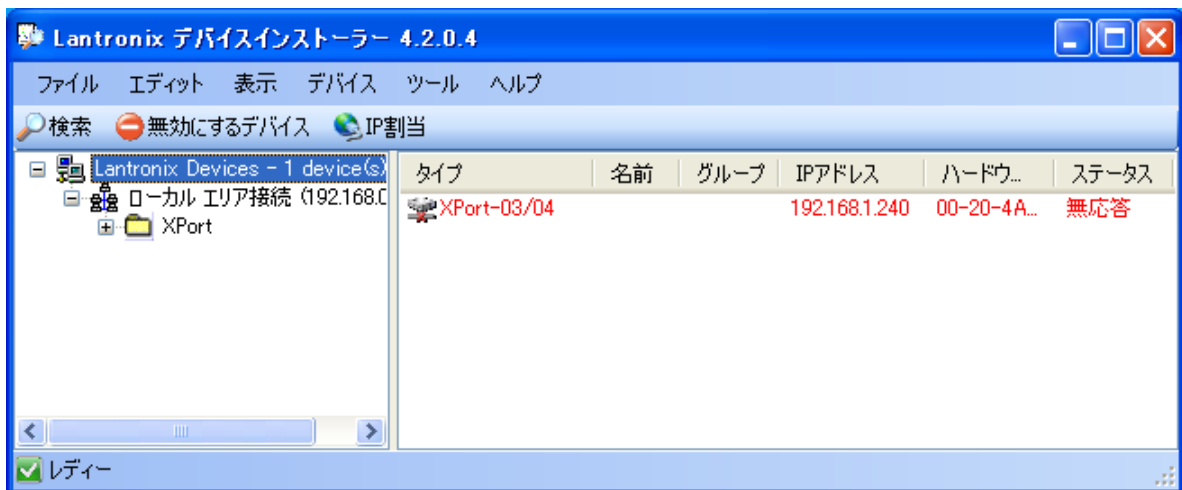 Lantronix デバイスインストーラー 4.2.0.4
ファイル エディット 表示 デバイス ツール ヘルプ
検索 無効にするデバイス IP割当
Lantronix Devices - 1 device(s)
ローカル エリア接続 (192.168.0
XPort
タイプ 名前 グループ IPアドレス ハードウ... ステータス
XPort-03/04 192.168.1.240 00-20-4A... 無応答
レディー